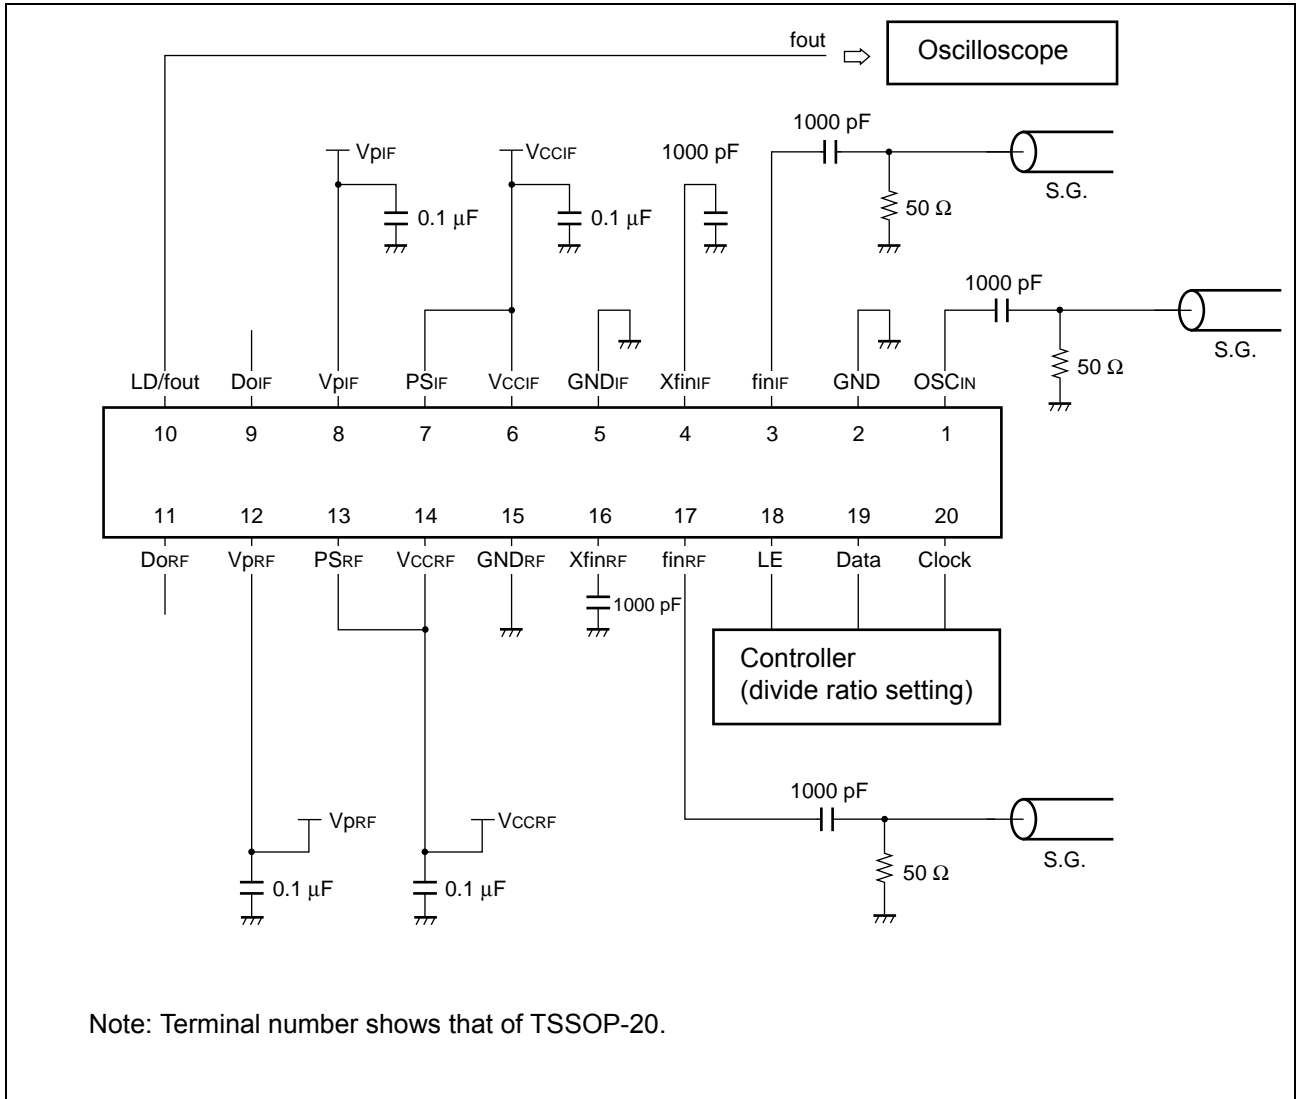 fout
Oscilloscope
1000 pF
VpIF
VCCIF
1000 pF
S.G.
0.1 µF
0.1 µF
50 Ω
1000 pF
S.G.
50 Ω
LD/fout DoIF VpIF PSIF VCCIF GNDIF XfinIF finIF GND OSCIN
10 9 8 7 6 5 4 3 2 1
11 12 13 14 15 16 17 18 19 20
DoRF VpRF PSRF VCCRF GNDRF XfinRF finRF LE Data Clock
1000 pF
Controller
(divide ratio setting)
1000 pF
VpRF
VCCRF
S.G.
50 Ω
0.1 µF
0.1 µF
Note: Terminal number shows that of TSSOP-20.